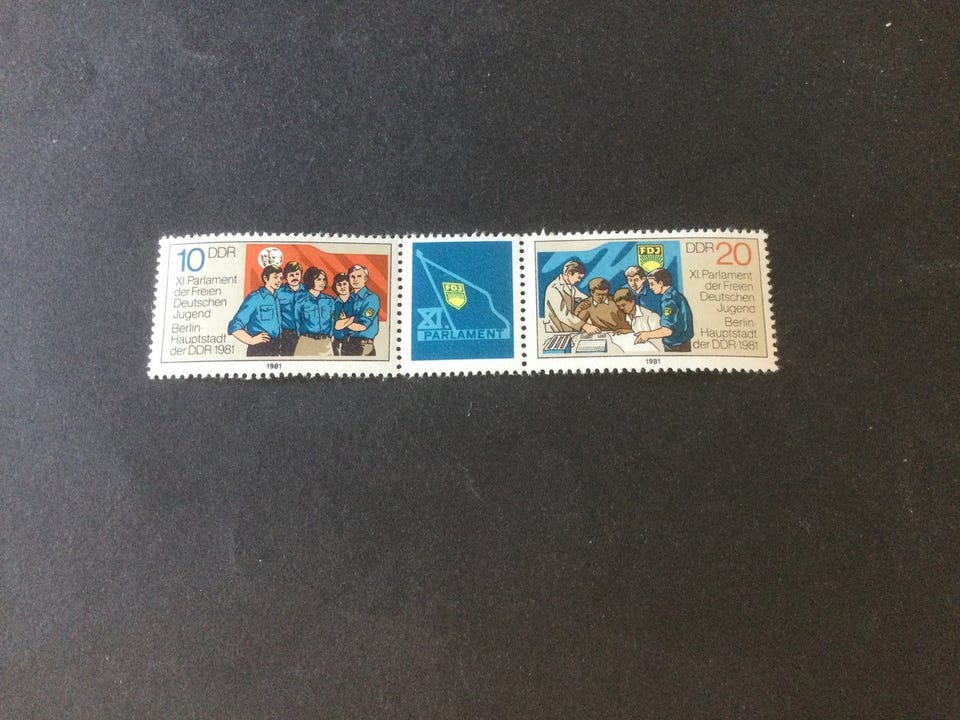 10 DDR
XI. Parlament
der Freien
Deutschen
Jugend
Berlin
Hauptstadt
der DDR·1981
1981
FDJ
XI.
PARLAMENT
FDJ
DDR 20
XI. Parlament
der Freien
Deutschen
Jugend
Berlin
Hauptstadt
der DDR·1981
1981